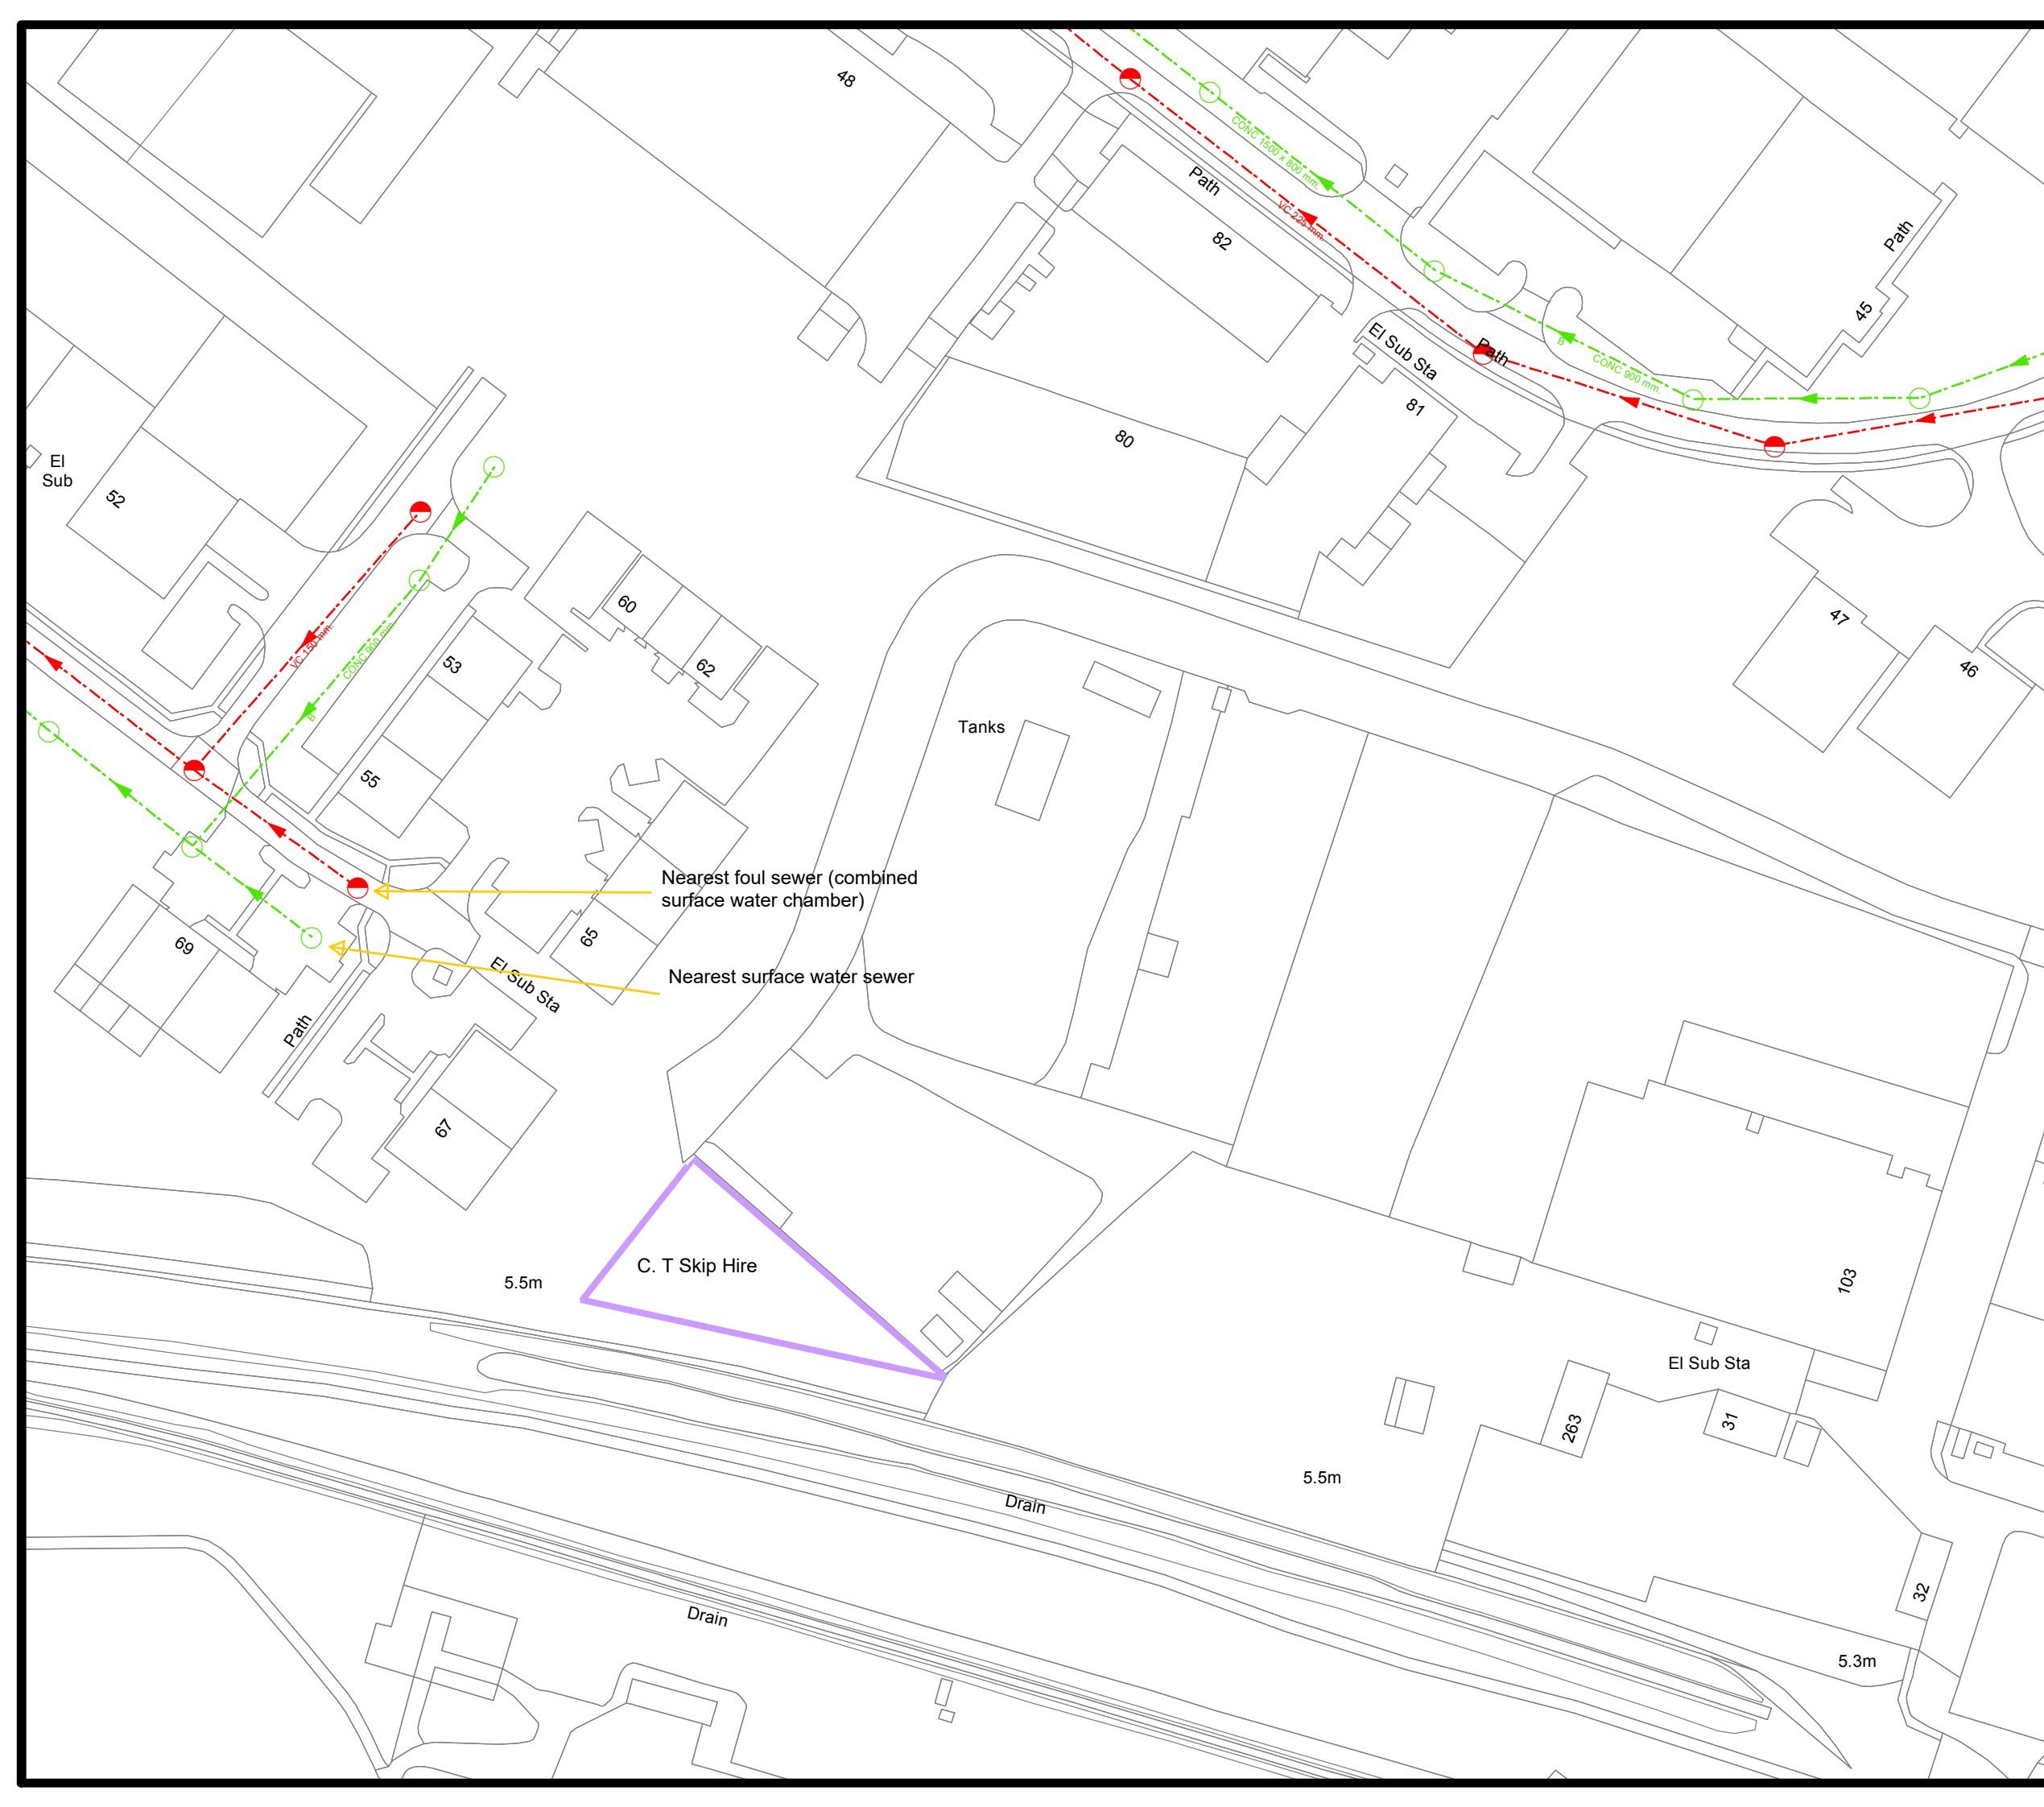 48
CONC 1500 x 800 mm.
Path
VC 225 mm.
82
Path
45
El Sub Sta
Path
B
CONC 900 mm.
81
80
El
Sub
52
VC 150 mm.
CONC 900 mm.
B
53
55
60
62
47
46
Tanks
Nearest foul sewer (combined
surface water chamber)
65
69
Nearest surface water sewer
El Sub Sta
Path
67
C. T Skip Hire
5.5m
103
El Sub Sta
263
31
5.5m
Drain
32
Drain
5.3m